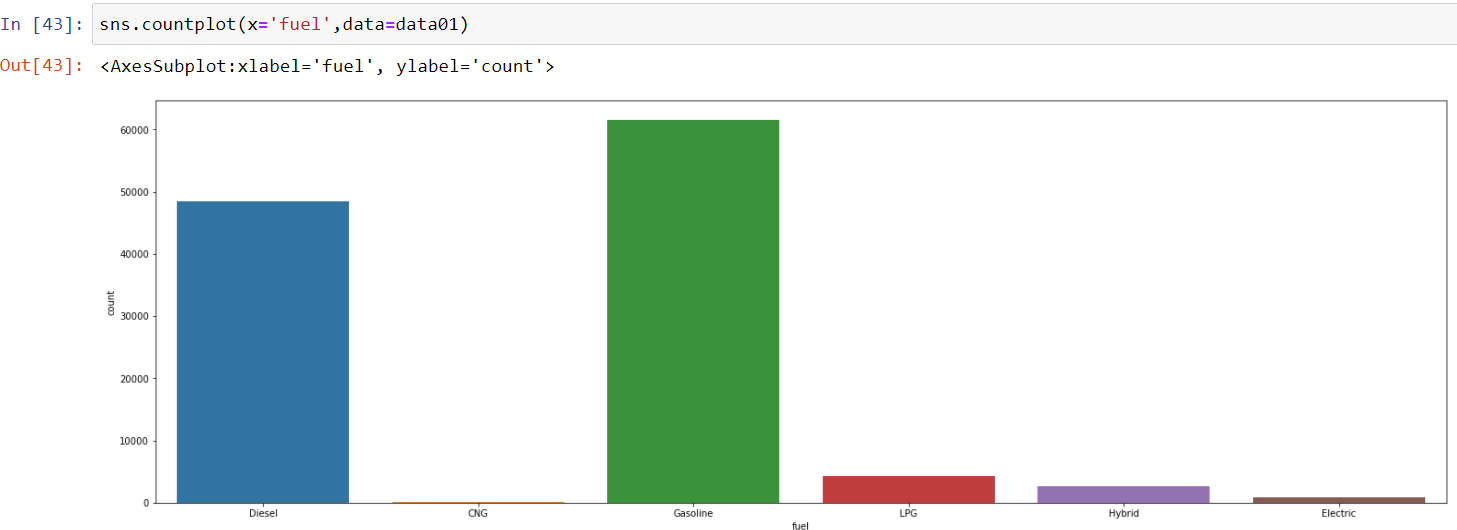 In [43]: sns.countplot(x='fuel',data=data01)
Out[43]: <AxesSubplot:xlabel='fuel', ylabel='count'>
60000
50000
40000
30000
20000
10000
0
count
Diesel CNG Gasoline LPG Hybrid Electric
fuel